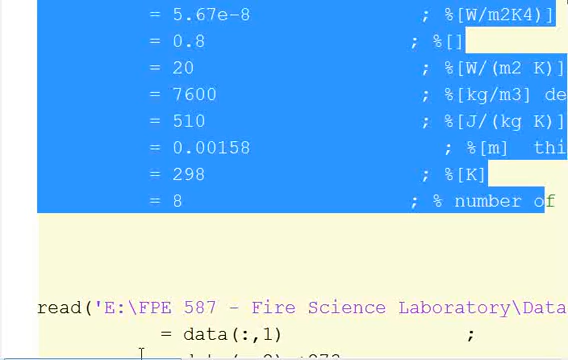 = 5.67e-8 ; %[W/m2K4)]
= 0.8 ; %[]
= 20 ; %[W/(m2 K)]
= 7600 ; %[kg/m3] de
= 510 ; %[J/(kg K)]
= 0.00158 ; %[m] thi
= 298 ; %[K]
= 8 ; % number of
read('E:\FPE 587 - Fire Science Laboratory\Data
= data(:,1) ;